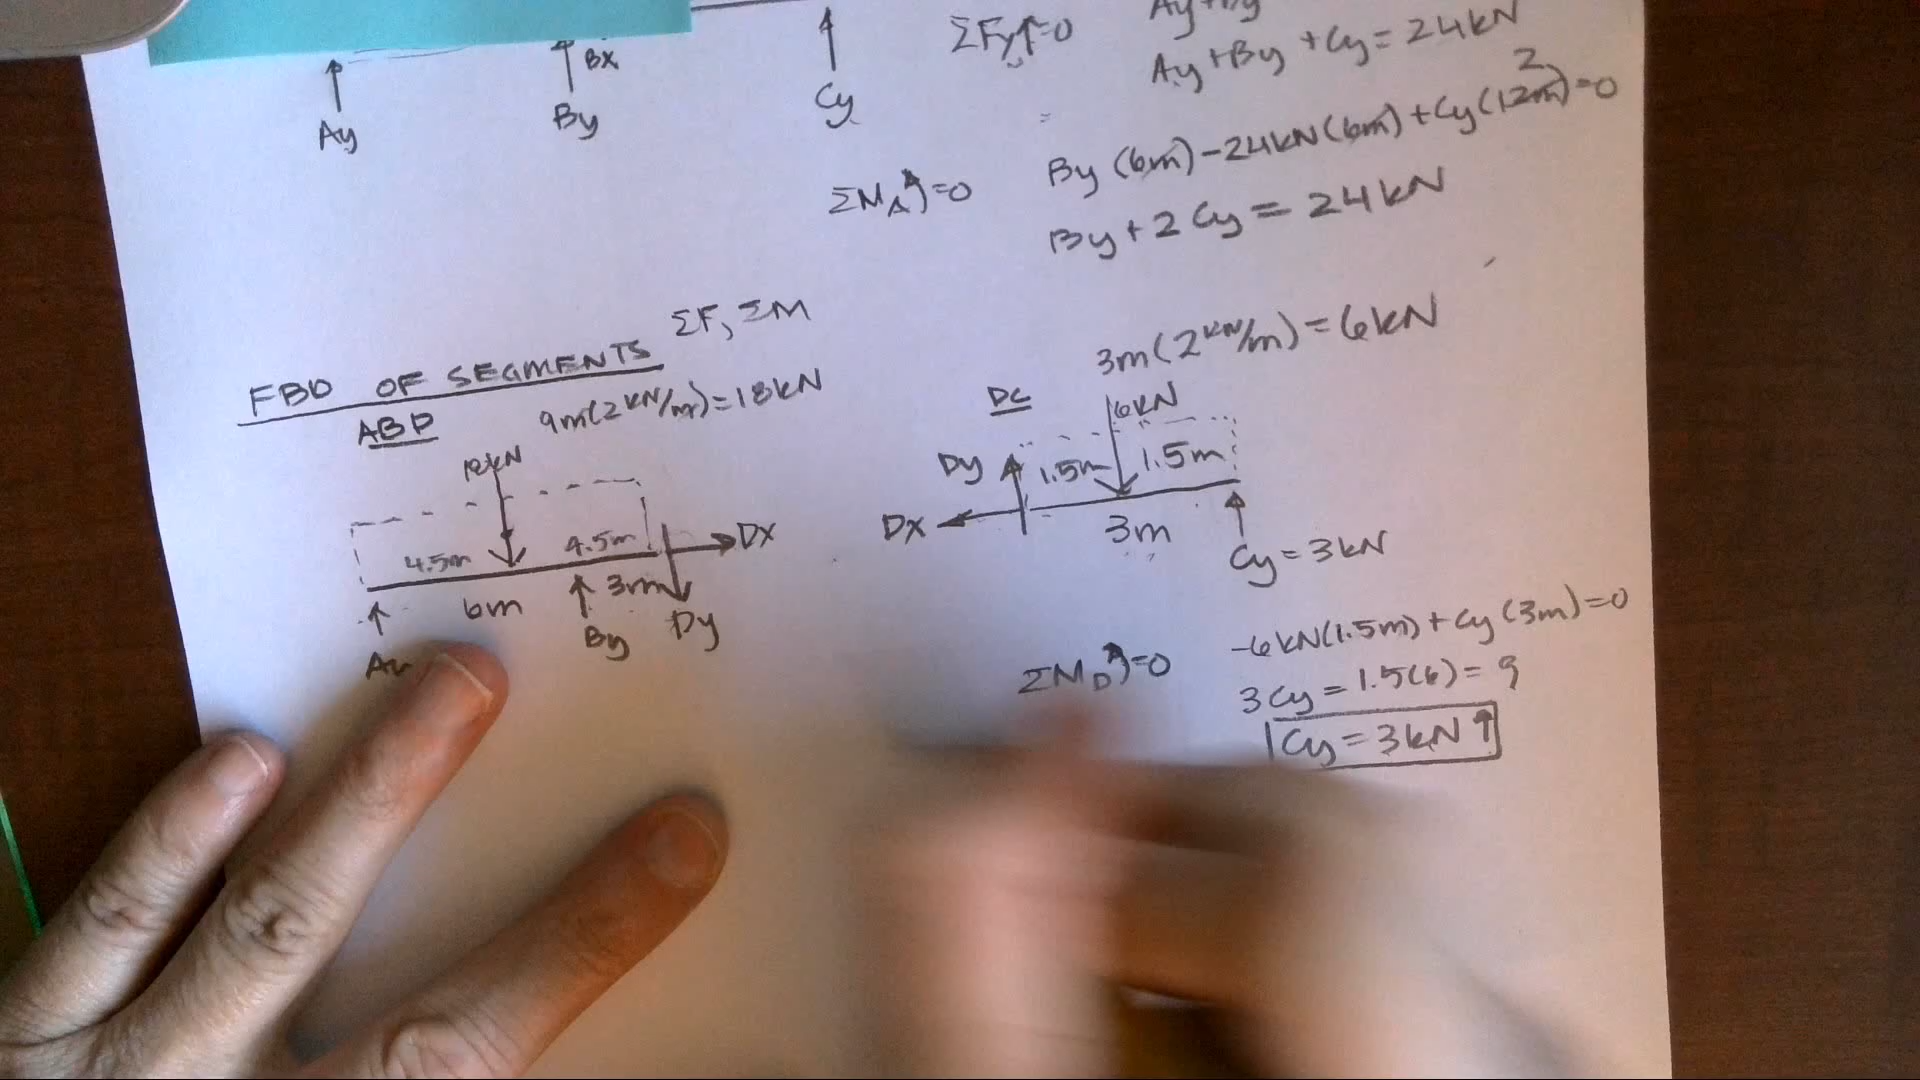 Bx
Ay
By
Cy
ΣFy↑=0
Ay+By+Cy=24kN
2
ΣMA=0
By(6m)-24kN(6m)+Cy(12m)=0
By+2Cy=24kN
FBD OF SEGMENTS ΣF, ΣM
ABD
9m(2kN/m)=18kN
18kN
4.5m
4.5m
Dx
6m
3m
By
Dy
3m(2kN/m)=6kN
DC
6kN
Dy
1.5m
1.5m
Dx
3m
Cy=3kN
ΣMD=0
-6kN(1.5m)+Cy(3m)=0
3Cy=1.5(6)=9
Cy=3kN↑